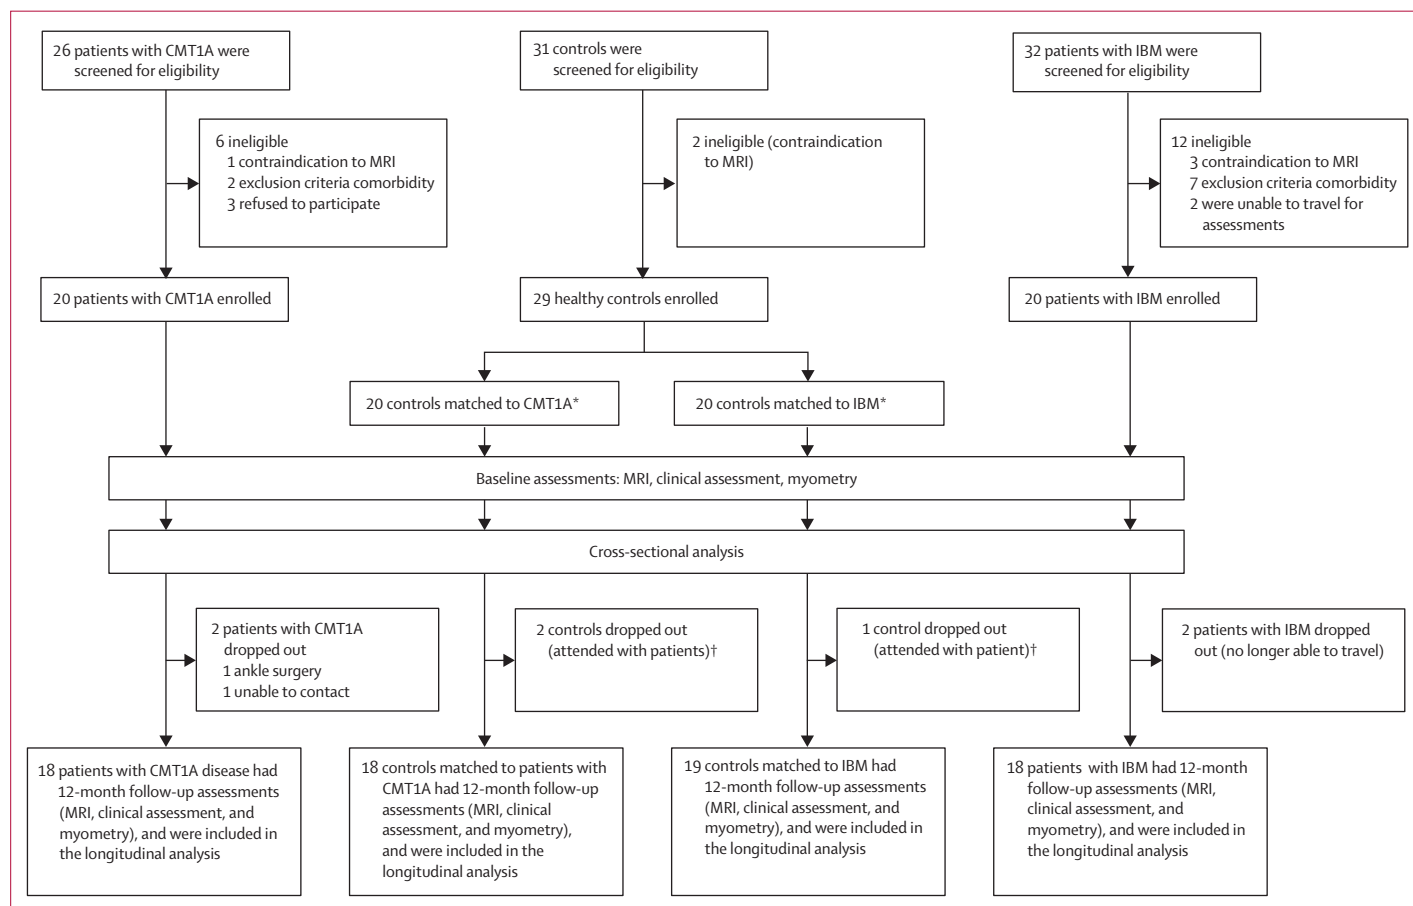 26 patients with CMT1A were
screened for eligibility
31 controls were
screened for eligibility
32 patients with IBM were
screened for eligibility
6 ineligible
1 contraindication to MRI
2 exclusion criteria comorbidity
3 refused to participate
2 ineligible (contraindication
to MRI)
12 ineligible
3 contraindication to MRI
7 exclusion criteria comorbidity
2 were unable to travel for
assessments
20 patients with CMT1A enrolled
29 healthy controls enrolled
20 patients with IBM enrolled
20 controls matched to CMT1A*
20 controls matched to IBM*
Baseline assessments: MRI, clinical assessment, myometry
Cross-sectional analysis
2 patients with CMT1A
dropped out
1 ankle surgery
1 unable to contact
2 controls dropped out
(attended with patients)†
1 control dropped out
(attended with patient)†
2 patients with IBM dropped
out (no longer able to travel)
18 patients with CMT1A disease had
12-month follow-up assessments
(MRI, clinical assessment, and
myometry), and were included in
the longitudinal analysis
18 controls matched to patients with
CMT1A had 12-month follow-up
assessments (MRI, clinical
assessment, and myometry),
and were included in the
longitudinal analysis
19 controls matched to IBM had
12-month follow-up assessments
(MRI, clinical assessment, and
myometry), and were included in
the longitudinal analysis
18 patients with IBM had 12-month
follow-up assessments (MRI,
clinical assessment, and
myometry), and were included in
the longitudinal analysis